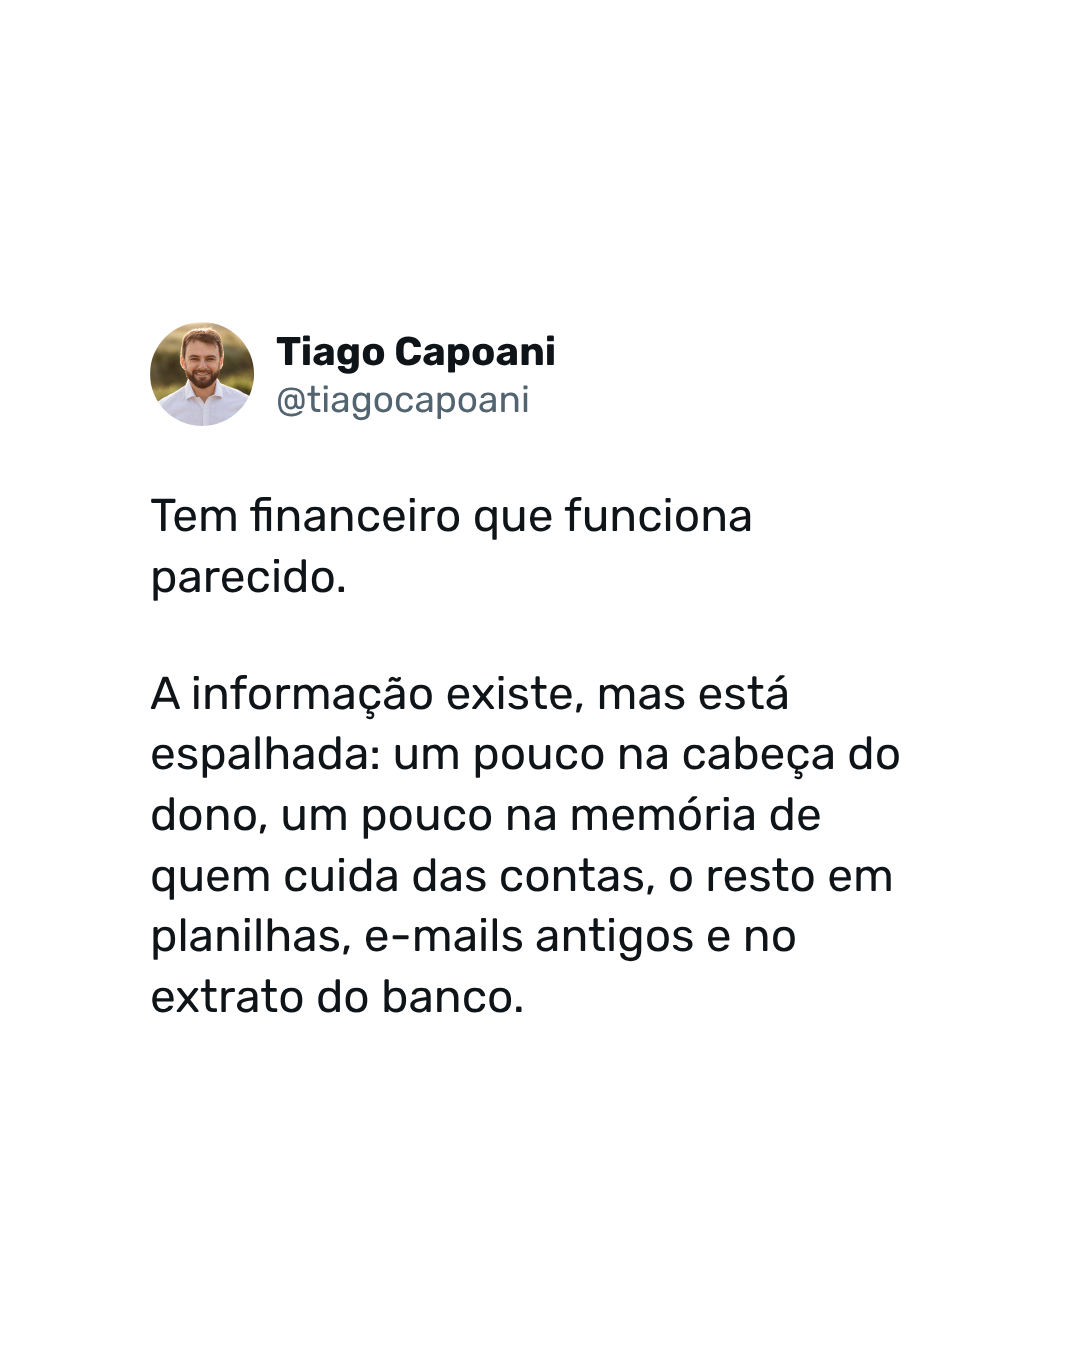 Tiago Capoani
@tiagocapoani
Tem financeiro que funciona
parecido.
A informação existe, mas está
espalhada: um pouco na cabeça do
dono, um pouco na memória de
quem cuida das contas, o resto em
planilhas, e-mails antigos e no
extrato do banco.